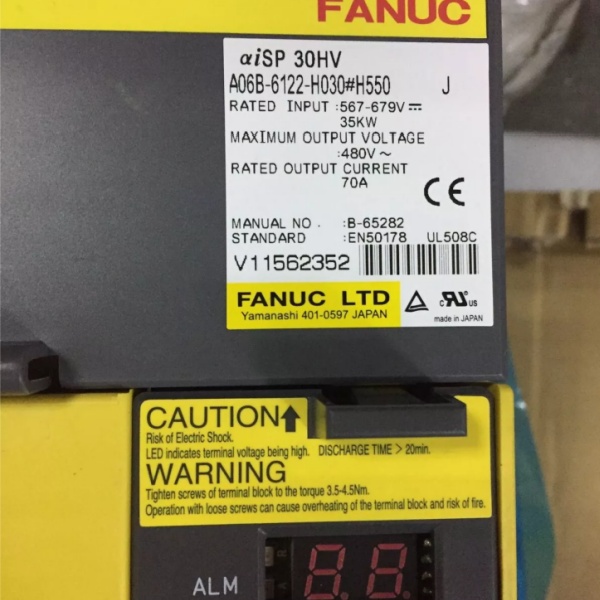 FANUC
αiSP 30HV
A06B-6122-H030#H550 J
RATED INPUT :567-679V⎓
35KW
MAXIMUM OUTPUT VOLTAGE
:480V～
RATED OUTPUT CURRENT
70A
CE
MANUAL NO. :B-65282
STANDARD :EN50178 UL508C
V11562352
FANUC LTD
Yamanashi 401-0597 JAPAN
c RU us
made in JAPAN
CAUTION↑
Risk of Electric Shock.
LED indicates terminal voltage being high. DISCHARGE TIME > 20min.
WARNING
Tighten screws of terminal block to the torque 3.5-4.5Nm.
Operation with loose screws can cause overheating of the terminal block and risk of fire.
ALM